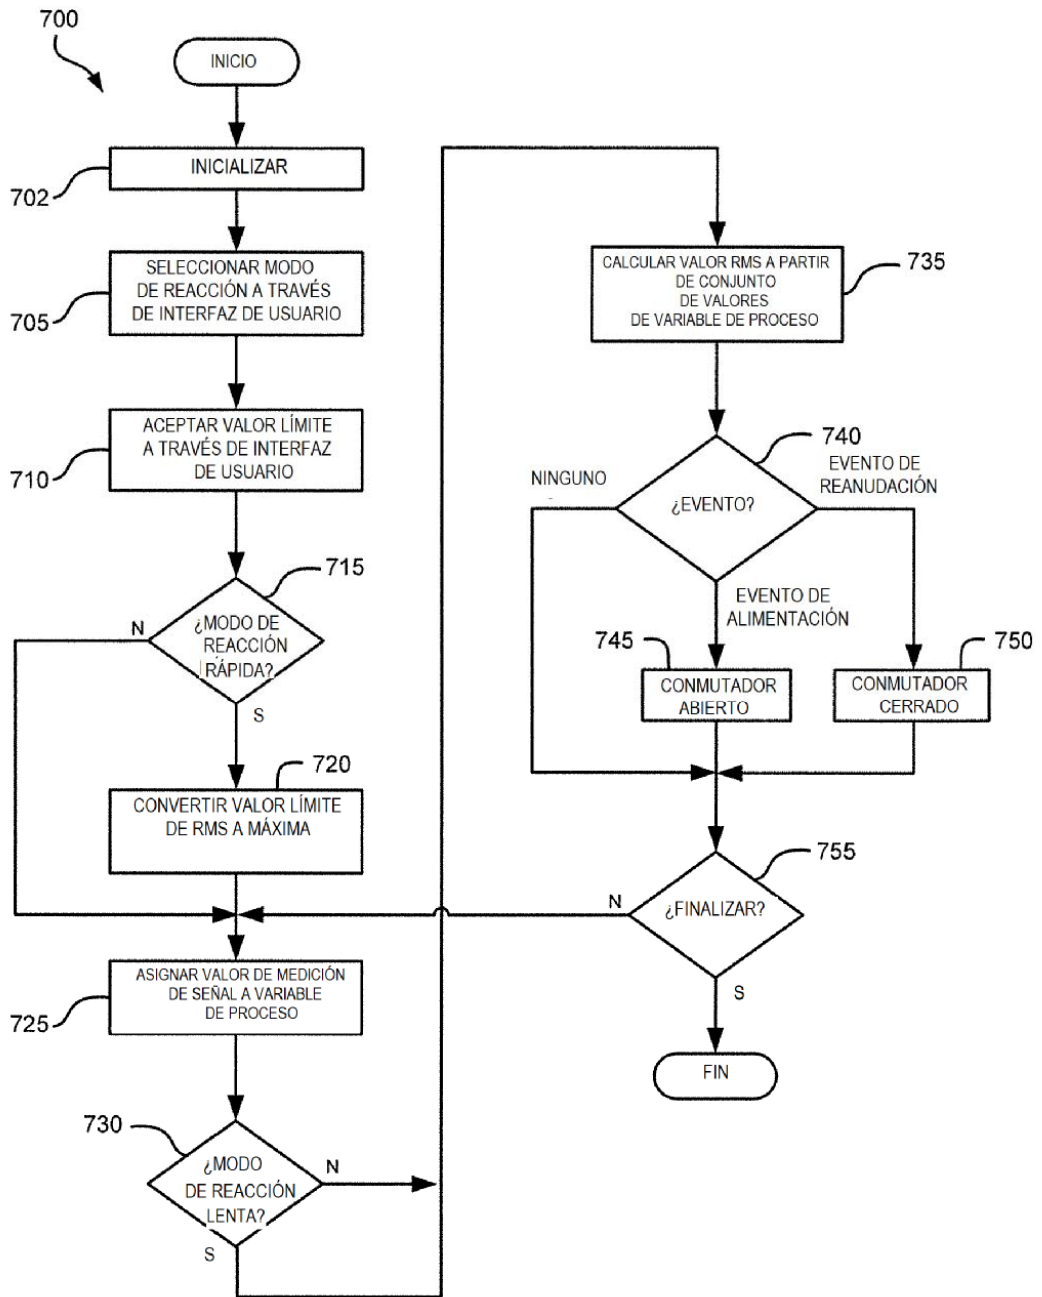 700
INICIO
702
INICIALIZAR
705
SELECCIONAR MODO
DE REACCIÓN A TRAVÉS
DE INTERFAZ DE USUARIO
710
ACEPTAR VALOR LÍMITE
A TRAVÉS DE INTERFAZ
DE USUARIO
715
¿MODO DE
REACCIÓN
RÁPIDA?
N
S
720
CONVERTIR VALOR LÍMITE
DE RMS A MÁXIMA
725
ASIGNAR VALOR DE MEDICIÓN
DE SEÑAL A VARIABLE
DE PROCESO
730
¿MODO
DE REACCIÓN
LENTA?
N
S
735
CALCULAR VALOR RMS A PARTIR
DE CONJUNTO
DE VALORES
DE VARIABLE DE PROCESO
740
¿EVENTO?
NINGUNO
EVENTO DE
REANUDACIÓN
EVENTO DE
ALIMENTACIÓN
745
CONMUTADOR
ABIERTO
750
CONMUTADOR
CERRADO
755
¿FINALIZAR?
N
S
FIN